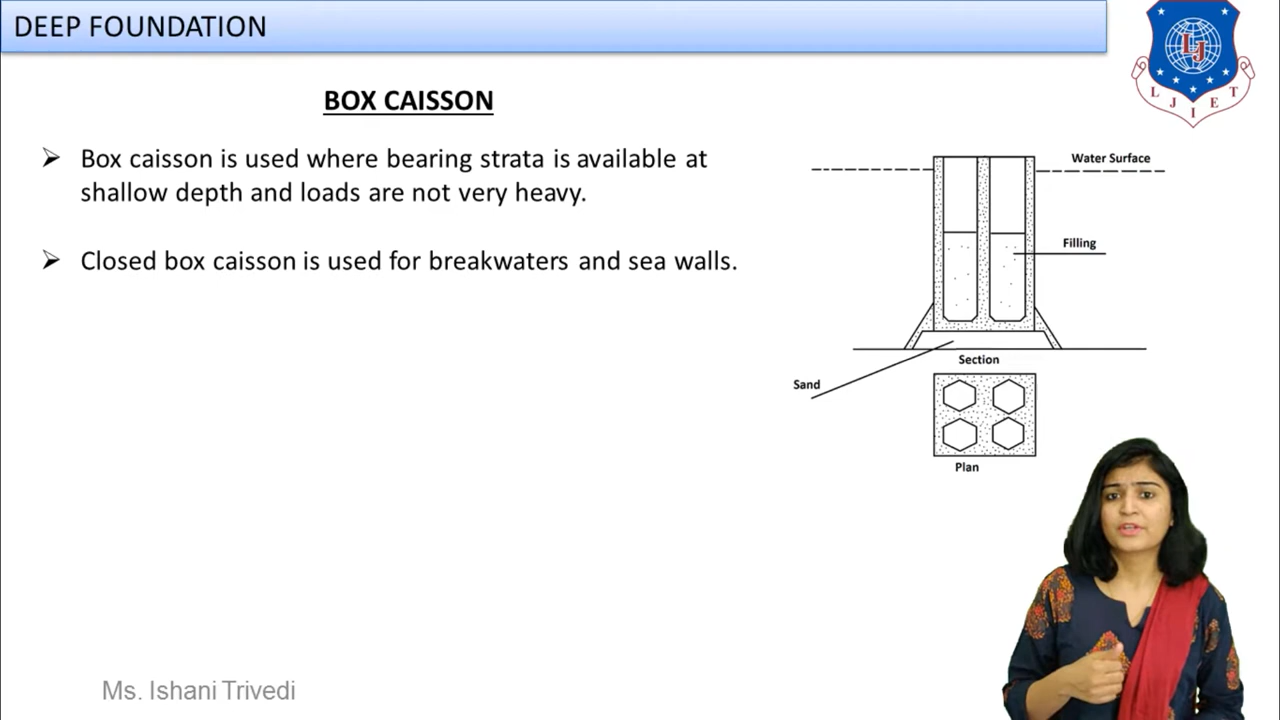 DEEP FOUNDATION
LJ
L J I E T
BOX CAISSON
➢ Box caisson is used where bearing strata is available at
shallow depth and loads are not very heavy.
➢ Closed box caisson is used for breakwaters and sea walls.
Water Surface
Filling
Section
Sand
Plan
Ms. Ishani Trivedi